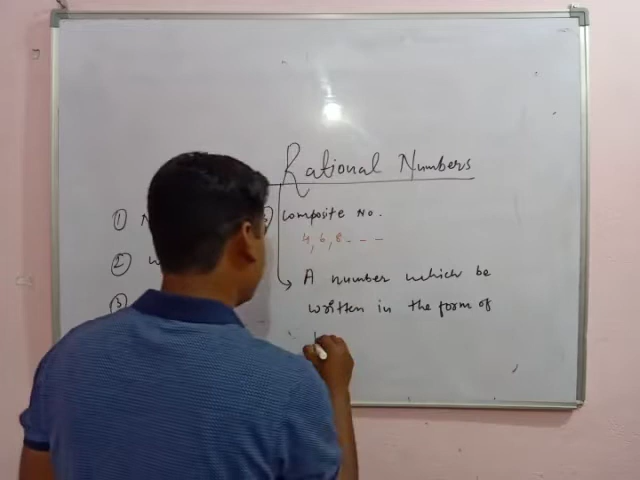 Rational Numbers
① N
) Composite No.
4, 6, 8 - - -
② W
A number which be
③
written in the form of